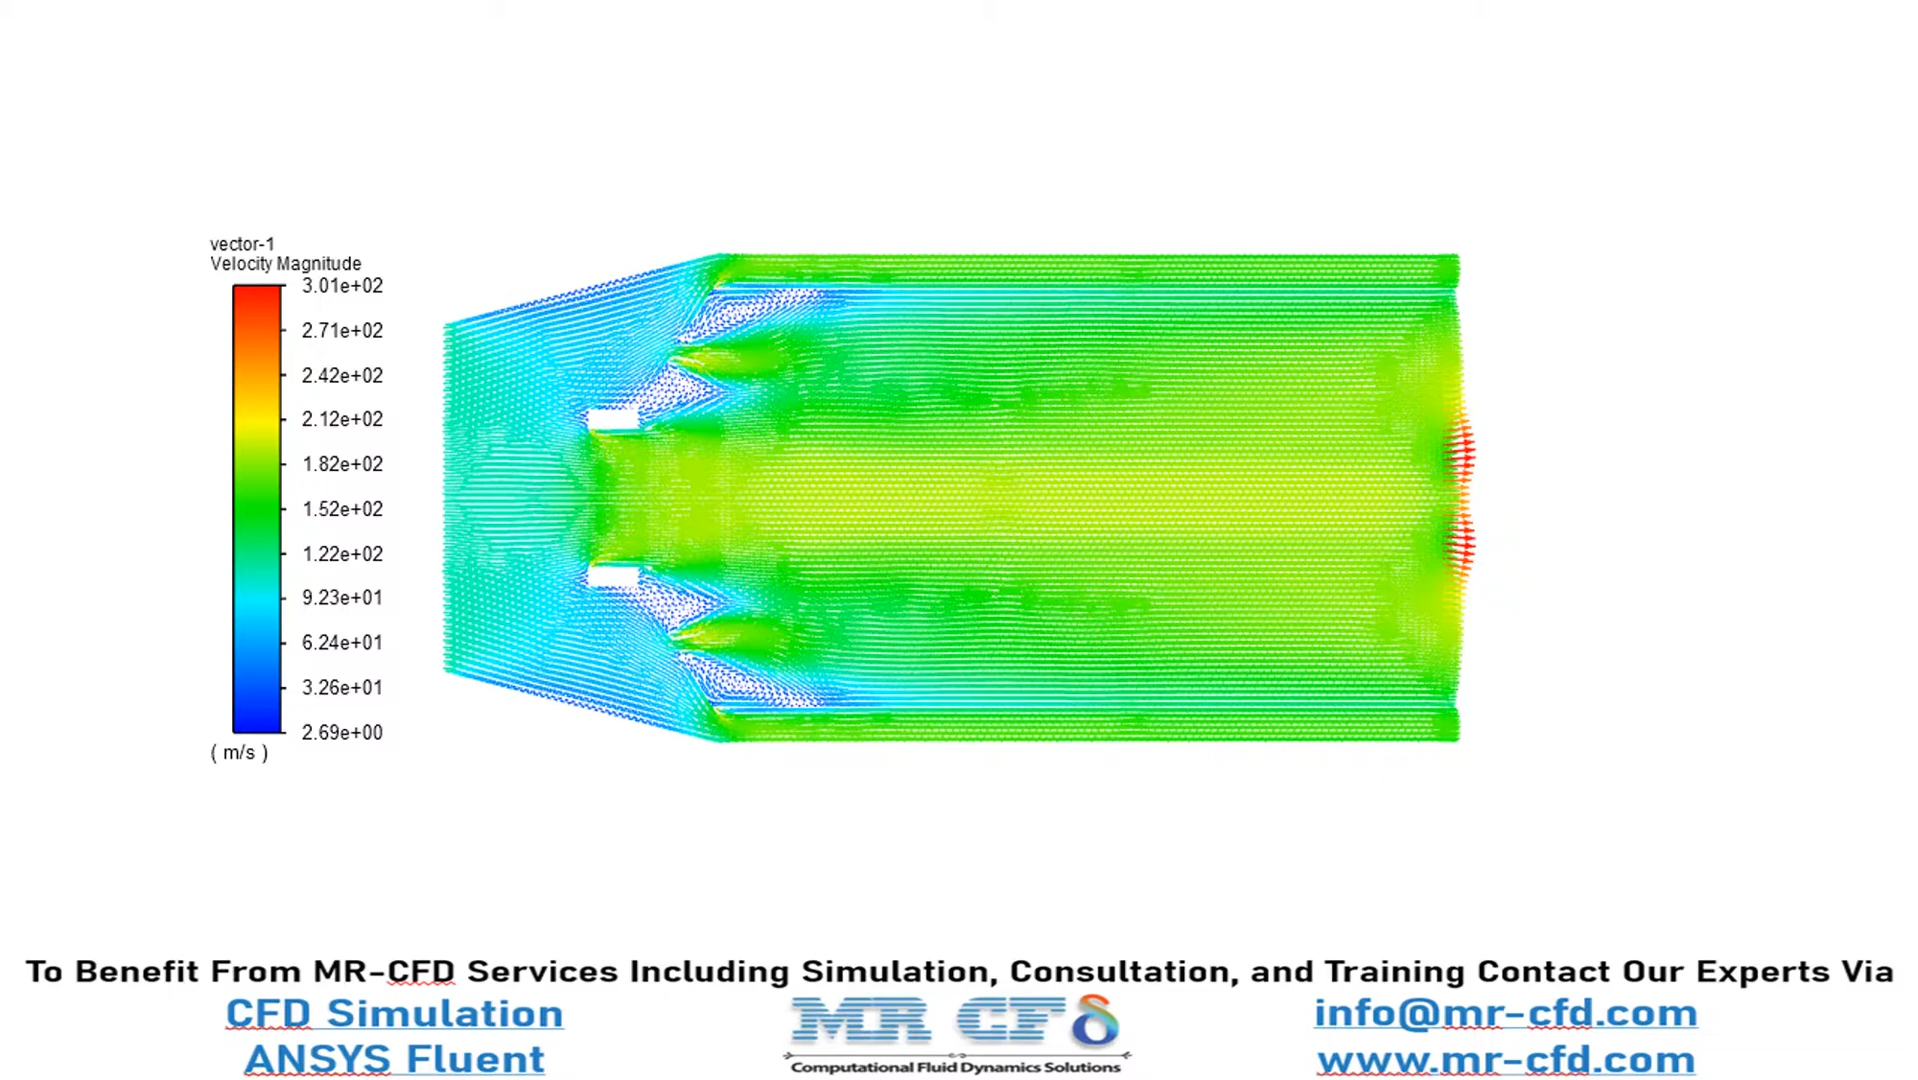 vector-1
Velocity Magnitude
3.01e+02
2.71e+02
2.42e+02
2.12e+02
1.82e+02
1.52e+02
1.22e+02
9.23e+01
6.24e+01
3.26e+01
2.69e+00
( m/s )
To Benefit From MR-CFD Services Including Simulation, Consultation, and Training Contact Our Experts Via
CFD Simulation
ANSYS Fluent
MR CFδ
Computational Fluid Dynamics Solutions
info@mr-cfd.com
www.mr-cfd.com